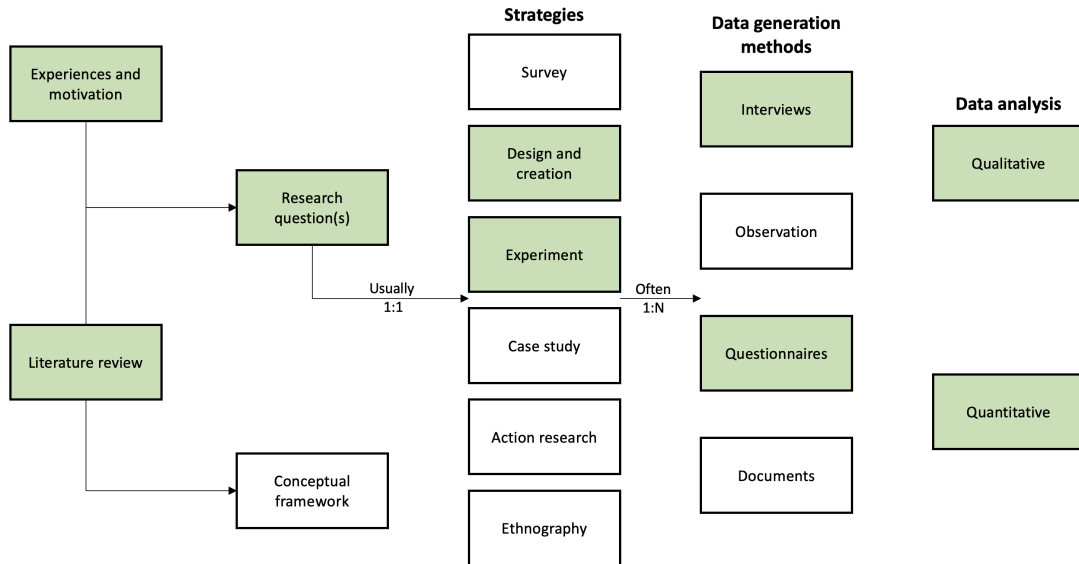 Experiences and
motivation
Literature review
Research
question(s)
Conceptual
framework
Usually
1:1
Strategies
Survey
Design and
creation
Experiment
Case study
Action research
Ethnography
Often
1:N
Data generation
methods
Interviews
Observation
Questionnaires
Documents
Data analysis
Qualitative
Quantitative